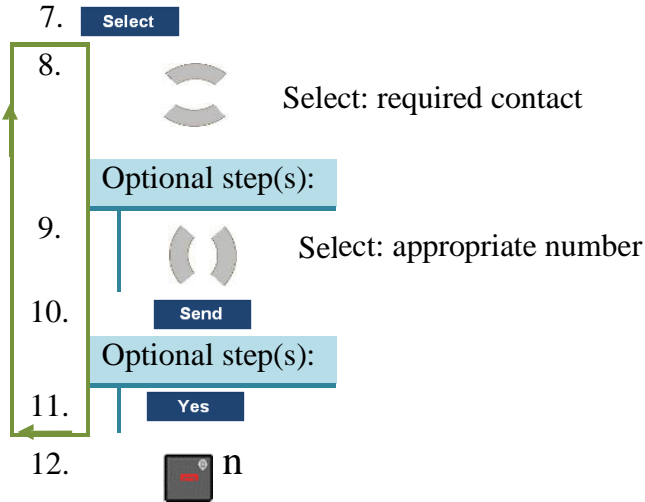 7. Select
8.
Select: required contact
Optional step(s):
9.
Select: appropriate number
10. Send
Optional step(s):
11. Yes
12. n